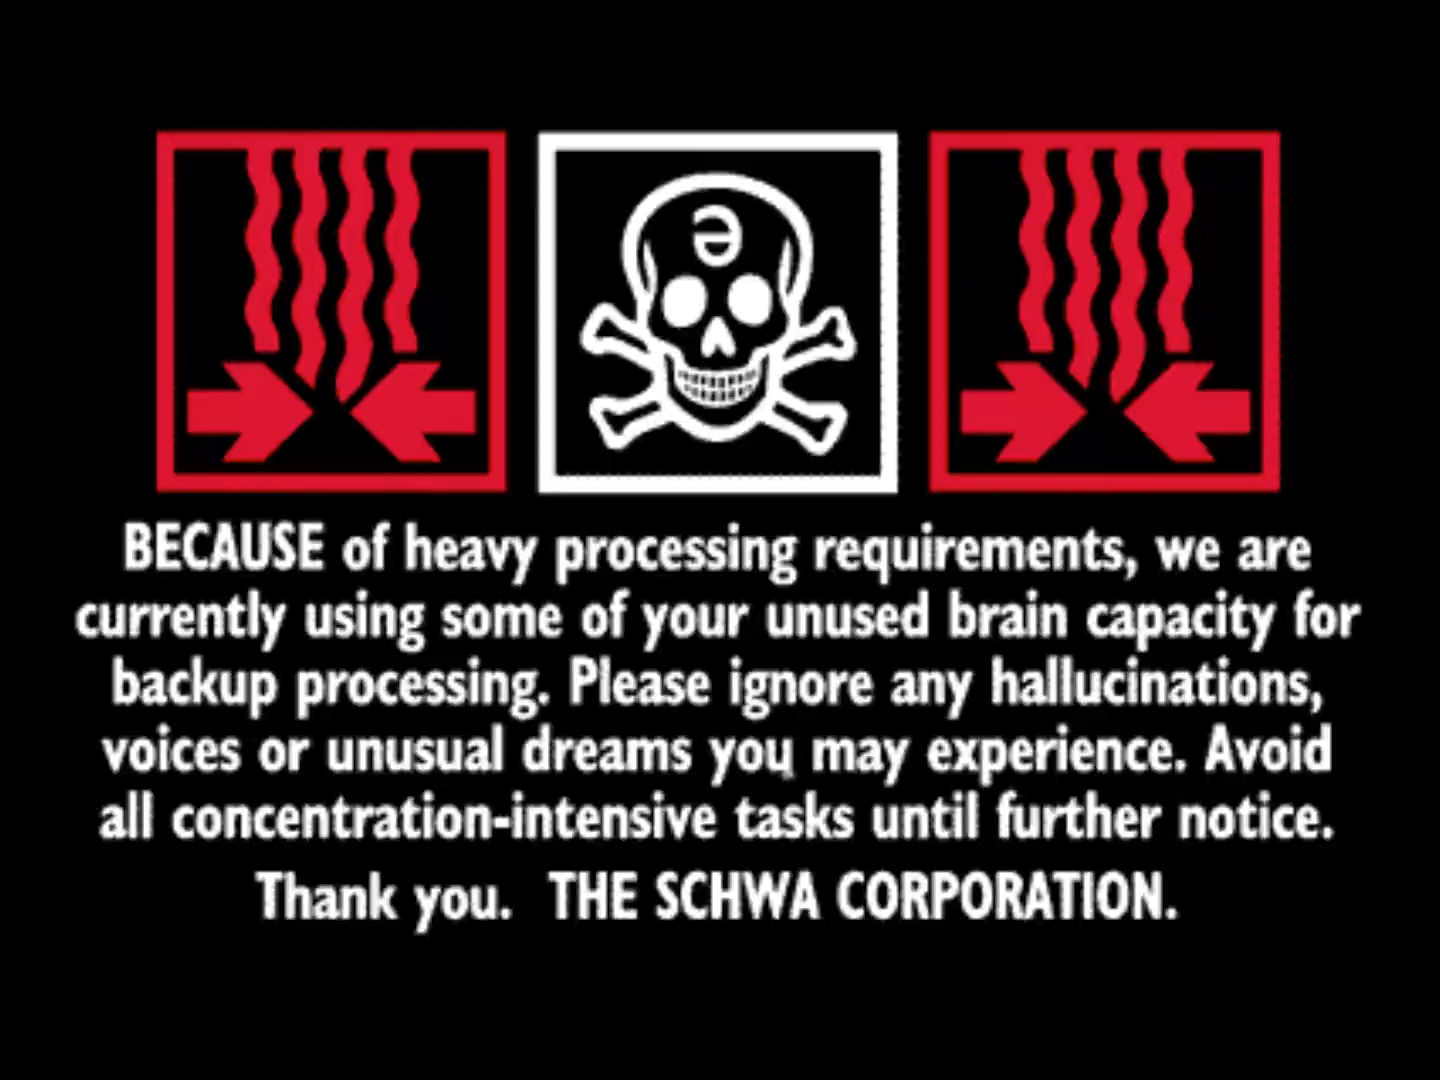 ə
BECAUSE of heavy processing requirements, we are
currently using some of your unused brain capacity for
backup processing. Please ignore any hallucinations,
voices or unusual dreams you may experience. Avoid
all concentration-intensive tasks until further notice.
Thank you. THE SCHWA CORPORATION.